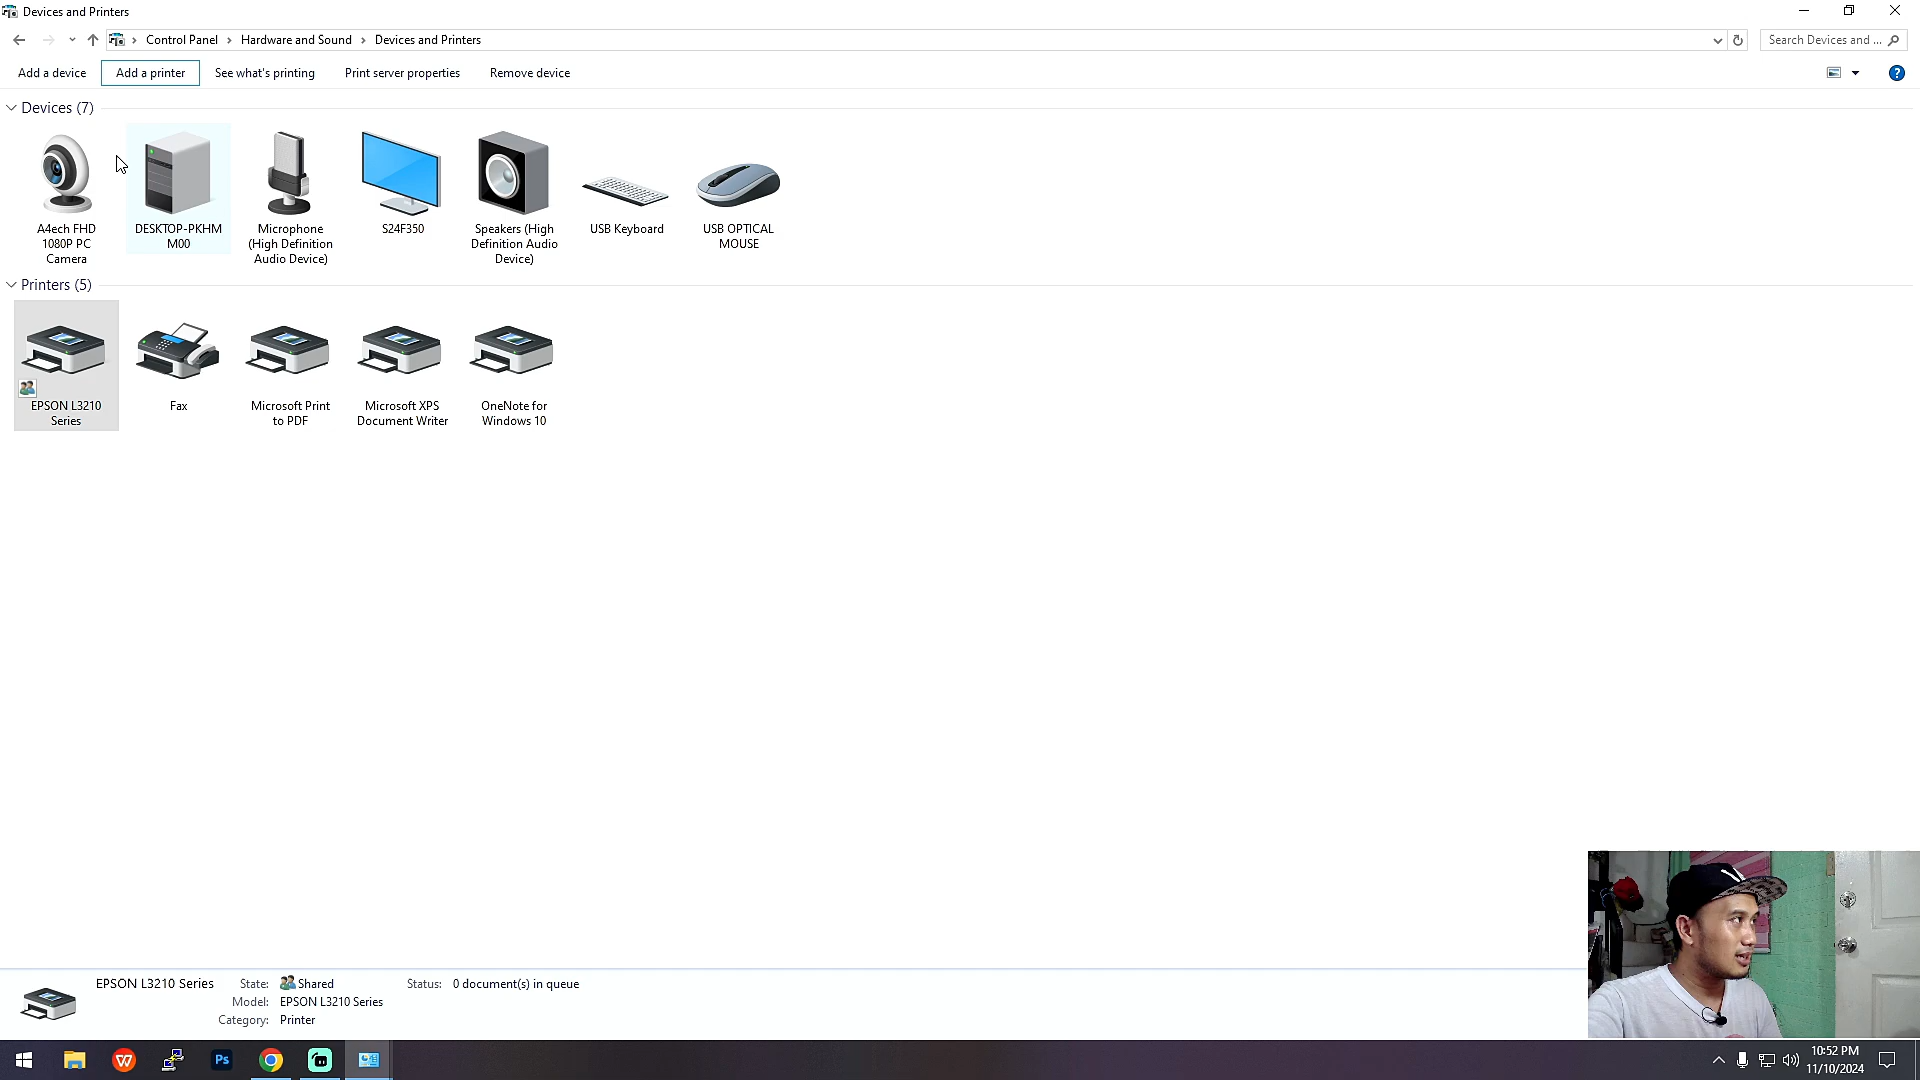 Devices and Printers
Control Panel > Hardware and Sound > Devices and Printers
Search Devices and ...
Add a device
Add a printer
See what's printing
Print server properties
Remove device
Devices (7)
A4ech FHD
1080P PC
Camera
DESKTOP-PKHM
M00
Microphone
(High Definition
Audio Device)
S24F350
Speakers (High
Definition Audio
Device)
USB Keyboard
USB OPTICAL
MOUSE
Printers (5)
EPSON L3210
Series
Fax
Microsoft Print
to PDF
Microsoft XPS
Document Writer
OneNote for
Windows 10
EPSON L3210 Series
State: Shared
Status: 0 document(s) in queue
Model: EPSON L3210 Series
Category: Printer
Ps
10:52 PM
11/10/2024